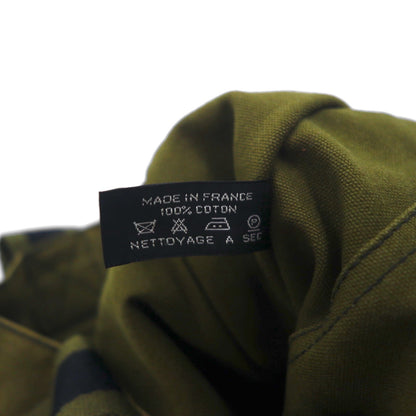 MADE IN FRANCE
100% COTON
P
NETTOYAGE A SEC